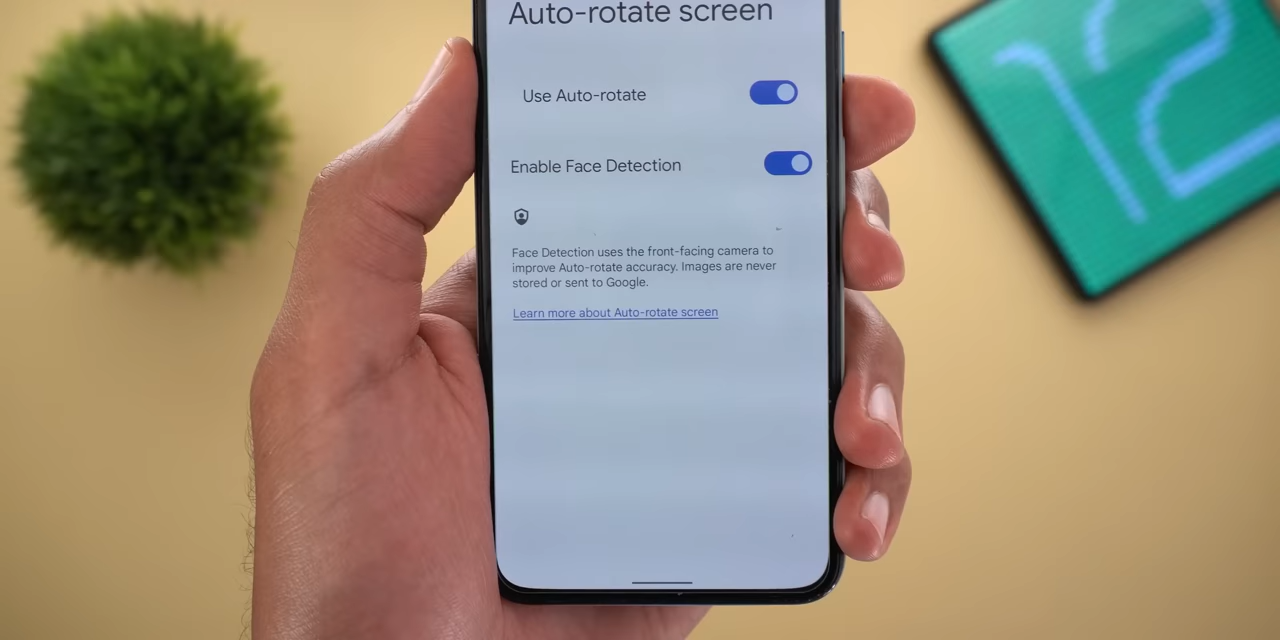 Auto-rotate screen
Use Auto-rotate
Enable Face Detection
Face Detection uses the front-facing camera to
improve Auto-rotate accuracy. Images are never
stored or sent to Google.
Learn more about Auto-rotate screen
12